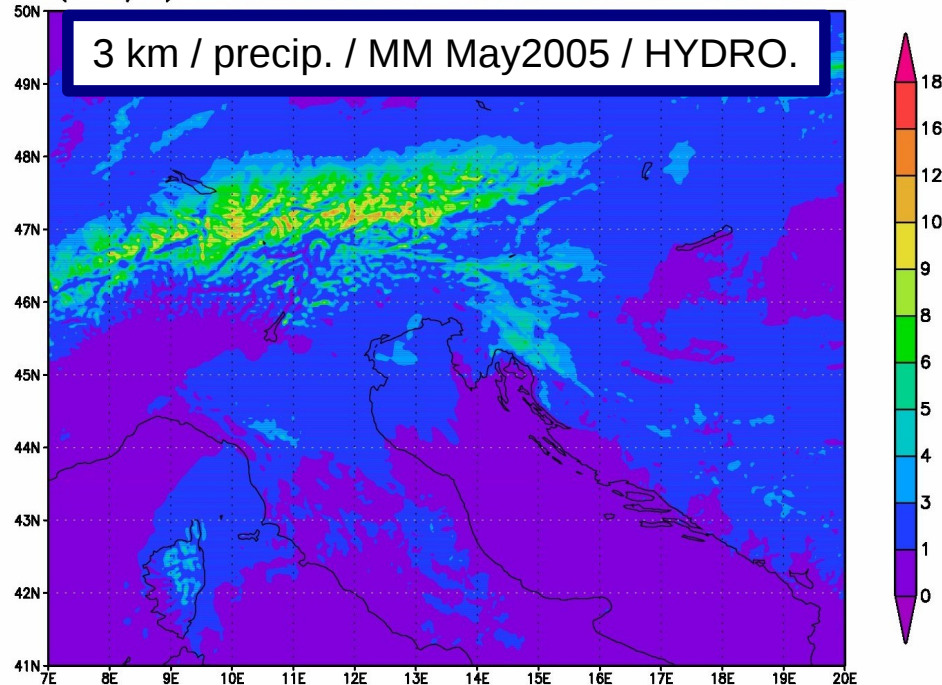 3 km / precip. / MM May2005 / HYDRO.
50N
49N
48N
47N
46N
45N
44N
43N
42N
41N
7E 8E 9E 10E 11E 12E 13E 14E 15E 16E 17E 18E 19E 20E
18
16
12
10
9
8
6
5
4
3
1
0